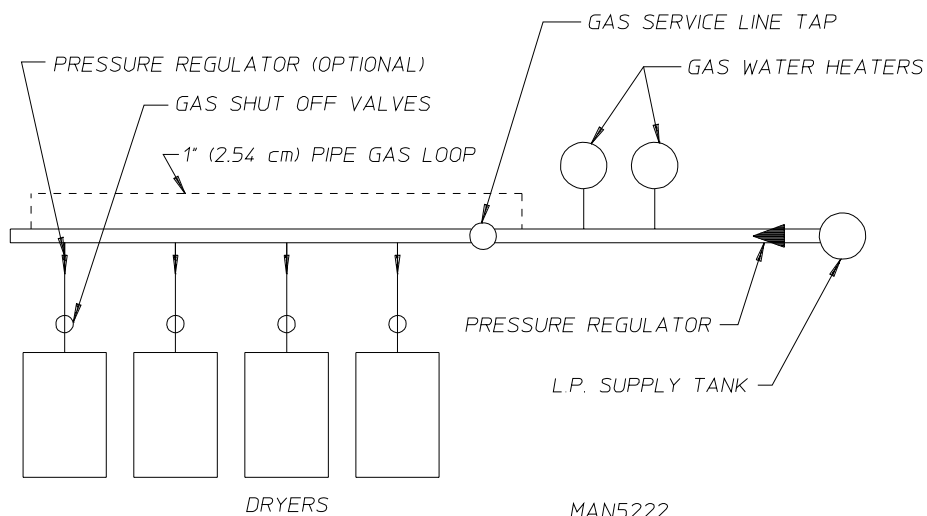 GAS SERVICE LINE TAP
PRESSURE REGULATOR (OPTIONAL)
GAS WATER HEATERS
GAS SHUT OFF VALVES
1" (2.54 cm) PIPE GAS LOOP
PRESSURE REGULATOR
L.P. SUPPLY TANK
DRYERS
MAN5222